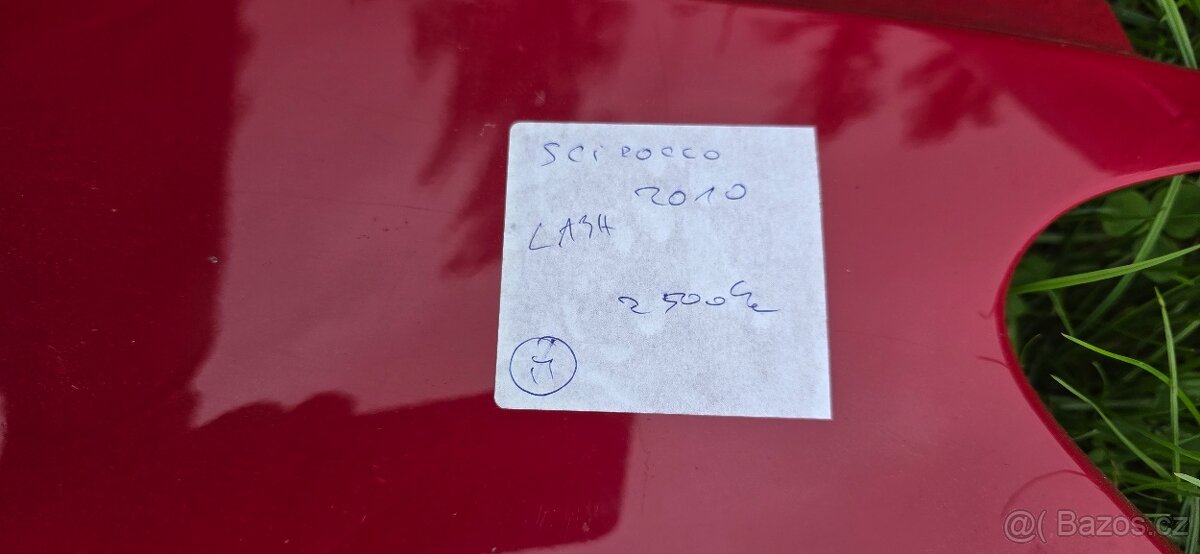 SCIROCCO
2010
LA3H
2500Kč
@( Bazos.cz